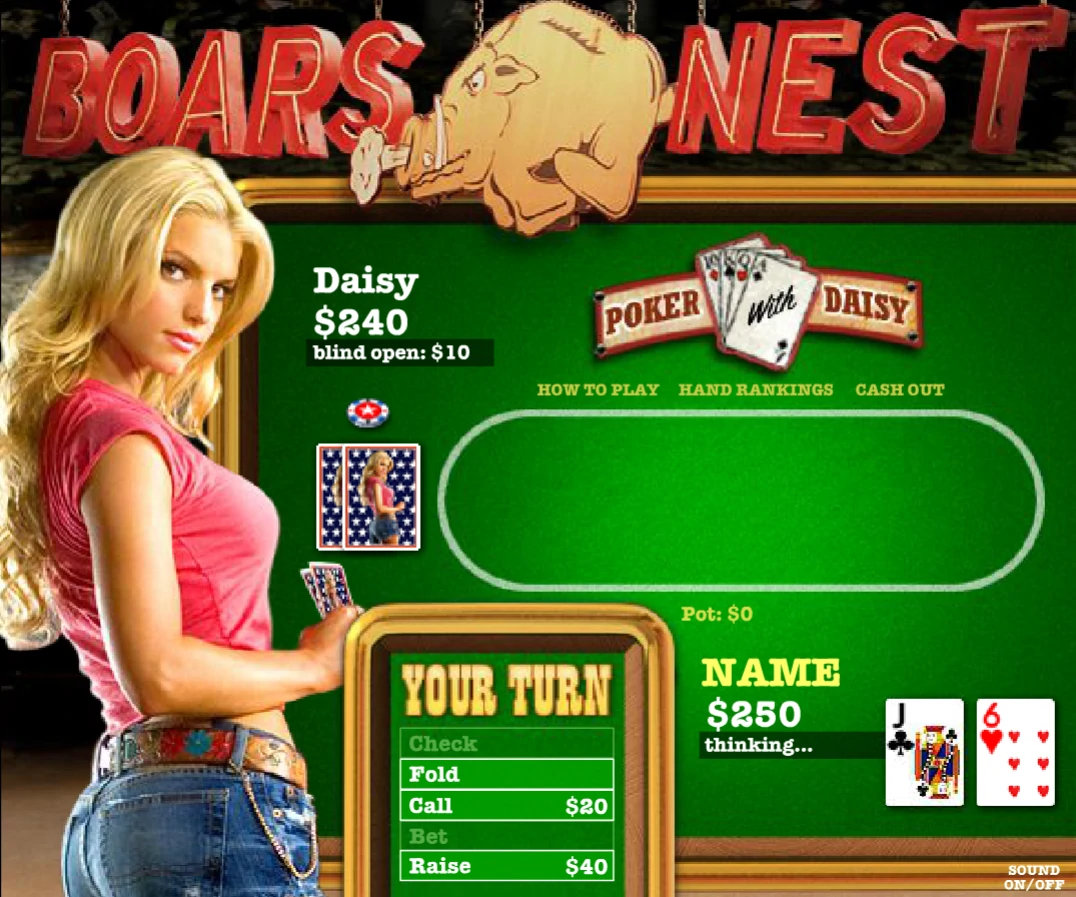 BOARS NEST
Daisy
$240
blind open: $10
POKER With DAISY
HOW TO PLAY HAND RANKINGS CASH OUT
Pot: $0
YOUR TURN
Check
Fold
Call $20
Bet
Raise $40
NAME
$250
thinking...
J
6
SOUND
ON/OFF